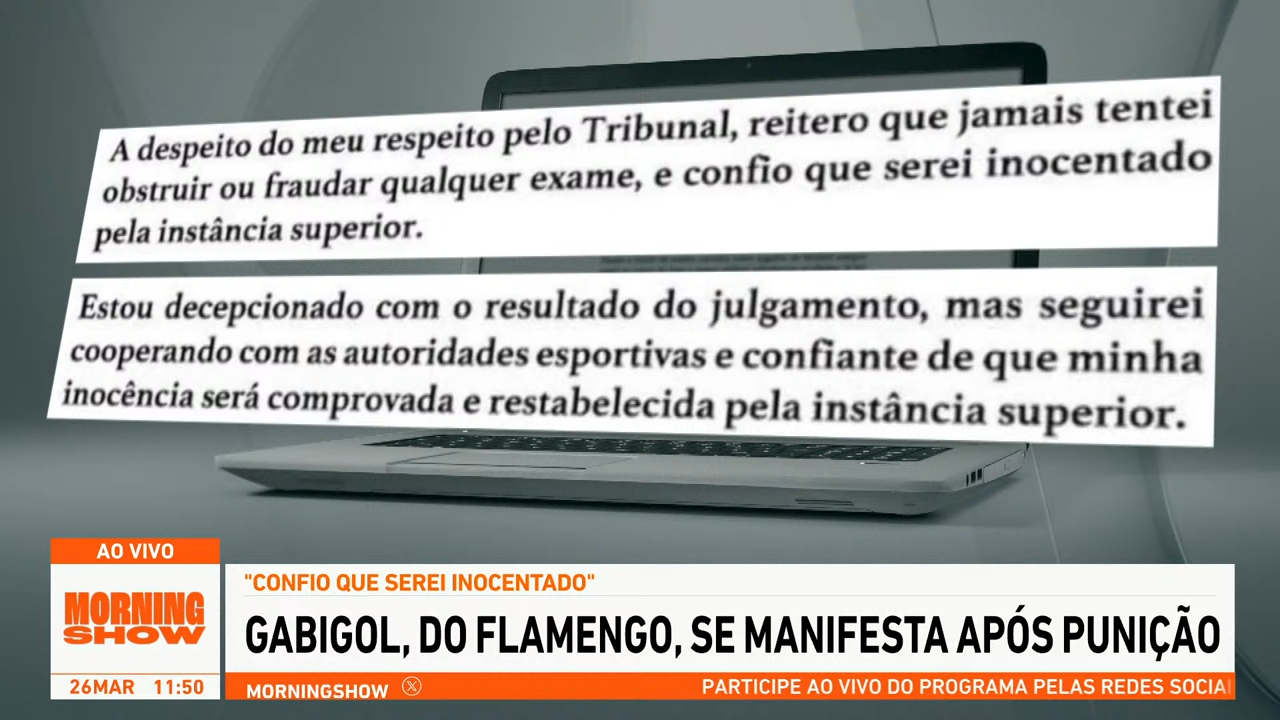 A despeito do meu respeito pelo Tribunal, reitero que jamais tentei
obstruir ou fraudar qualquer exame, e confio que serei inocentado
pela instância superior.
Estou decepcionado com o resultado do julgamento, mas seguirei
cooperando com as autoridades esportivas e confiante de que minha
inocência será comprovada e restabelecida pela instância superior.
AO VIVO
MORNING
SHOW
26MAR 11:50
"CONFIO QUE SEREI INOCENTADO"
GABIGOL, DO FLAMENGO, SE MANIFESTA APÓS PUNIÇÃO
MORNINGSHOW X
PARTICIPE AO VIVO DO PROGRAMA PELAS REDES SOCIAI